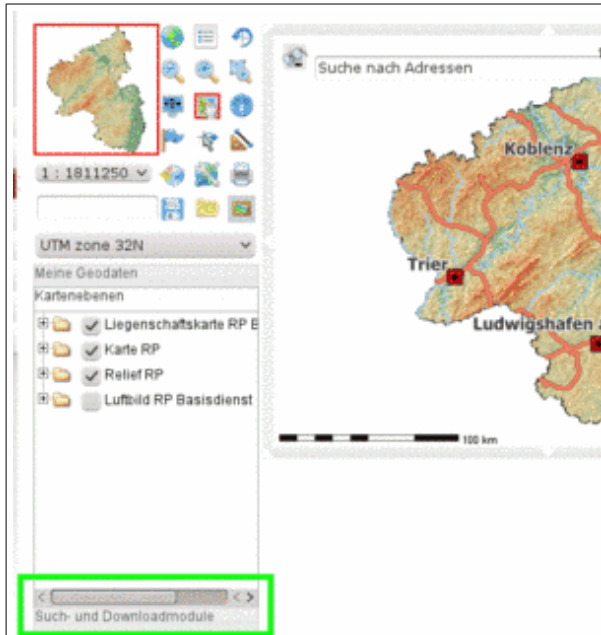 Suche nach Adressen
Koblenz
1 : 1811250
UTM zone 32N
Meine Geodaten
Trier
Kartenebenen
Liegenschaftskarte RP B
Ludwigshafen a
Karte RP
Relief RP
Luftbild RP Basisdienst
100 km
Such- und Downloadmodule